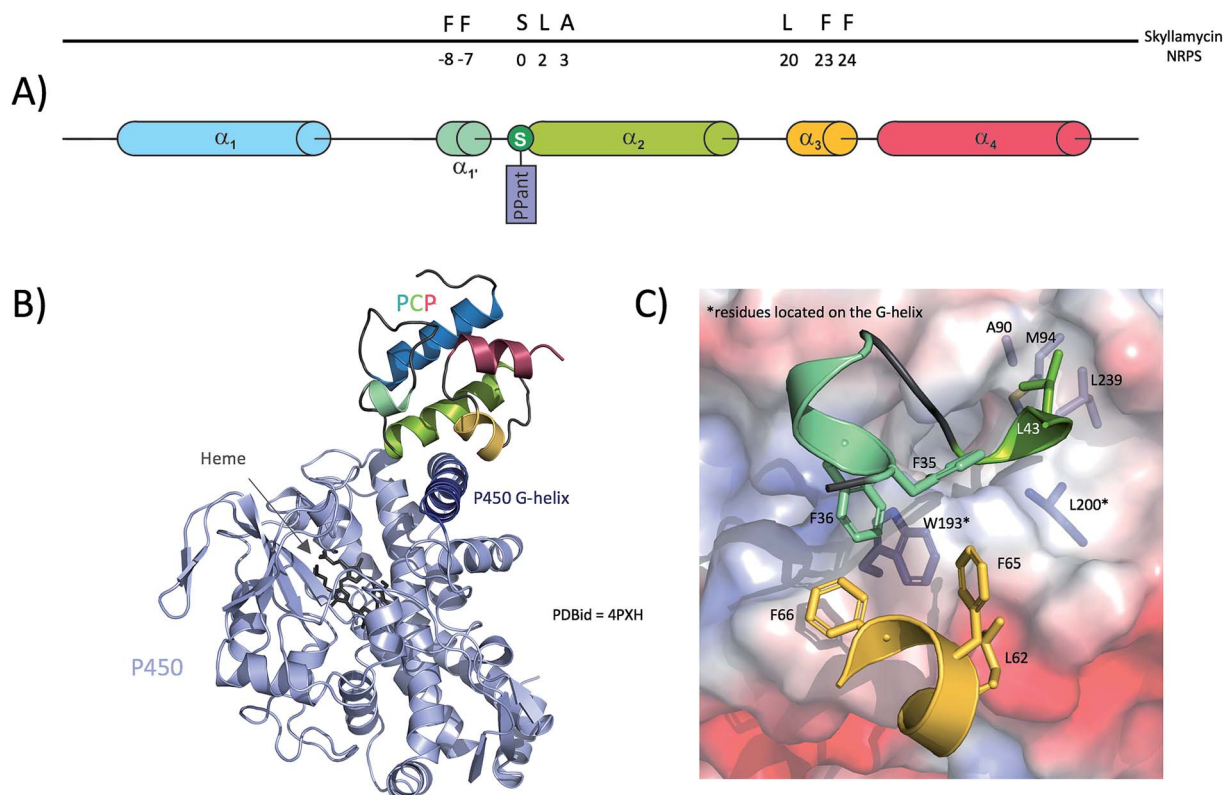 F F S L A L F F
-8 -7 0 2 3 20 23 24
Skyllamycin
NRPS
A)
α1 α1' S α2 α3 α4
PPant
B)
PCP
Heme
P450 G-helix
PDBid = 4PXH
P450
C)
*residues located on the G-helix
A90
M94
L239
L43
F35
L200*
F36
W193*
F65
F66
L62